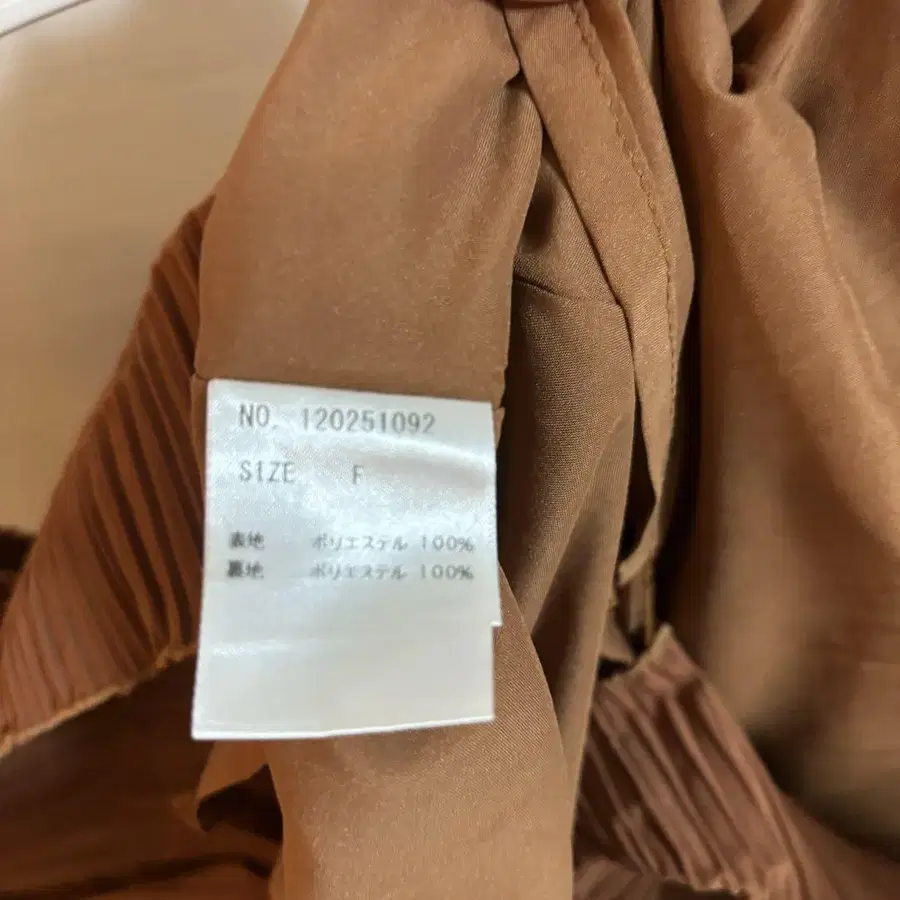 NO. 120251092
SIZE F
表地 ポリエステル 100%
裏地 ポリエステル 100%